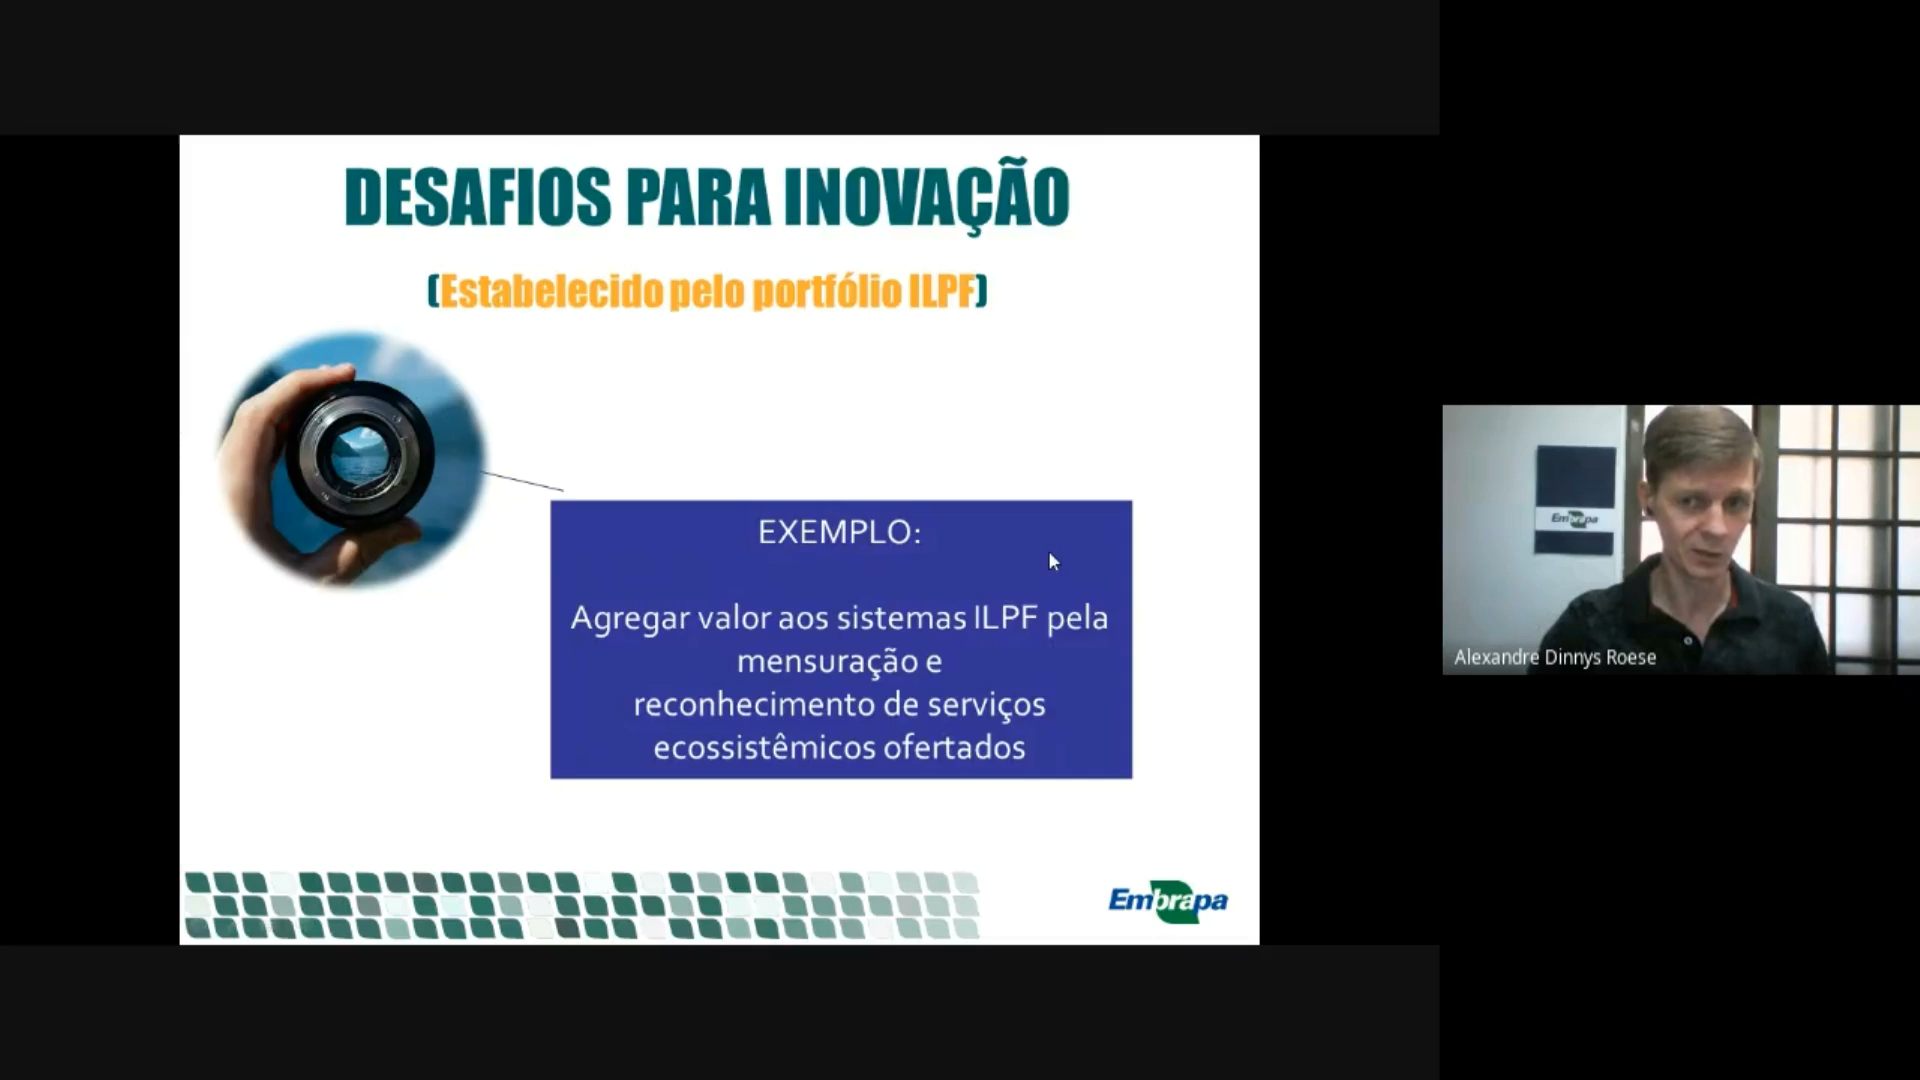 DESAFIOS PARA INOVAÇÃO
(Estabelecido pelo portfólio ILPF)
EXEMPLO:
Agregar valor aos sistemas ILPF pela
mensuração e
reconhecimento de serviços
ecossistêmicos ofertados
Embrapa
Embrapa
Alexandre Dinnys Roese